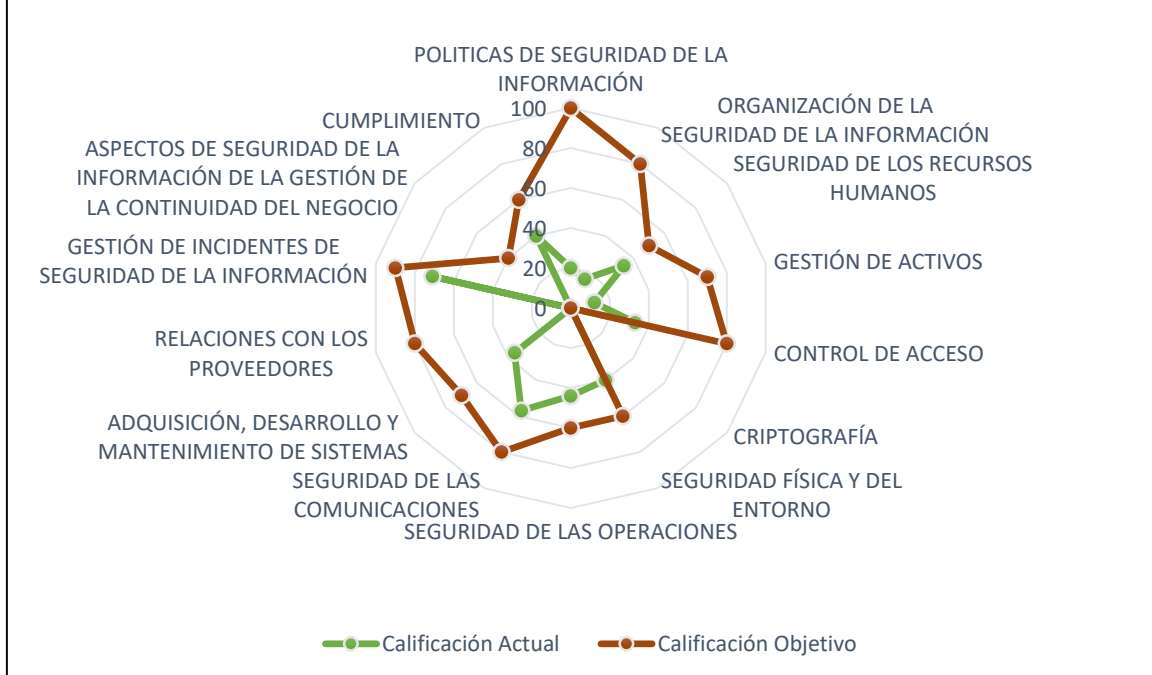 POLITICAS DE SEGURIDAD DE LA
INFORMACIÓN
ORGANIZACIÓN DE LA
SEGURIDAD DE LA INFORMACIÓN
SEGURIDAD DE LOS RECURSOS
HUMANOS
GESTIÓN DE ACTIVOS
CONTROL DE ACCESO
CRIPTOGRAFÍA
SEGURIDAD FÍSICA Y DEL
ENTORNO
SEGURIDAD DE LAS OPERACIONES
SEGURIDAD DE LAS
COMUNICACIONES
ADQUISICIÓN, DESARROLLO Y
MANTENIMIENTO DE SISTEMAS
RELACIONES CON LOS
PROVEEDORES
GESTIÓN DE INCIDENTES DE
SEGURIDAD DE LA INFORMACIÓN
ASPECTOS DE SEGURIDAD DE LA
INFORMACIÓN DE LA GESTIÓN DE
LA CONTINUIDAD DEL NEGOCIO
CUMPLIMIENTO
100
80
60
40
20
0
Calificación Actual
Calificación Objetivo